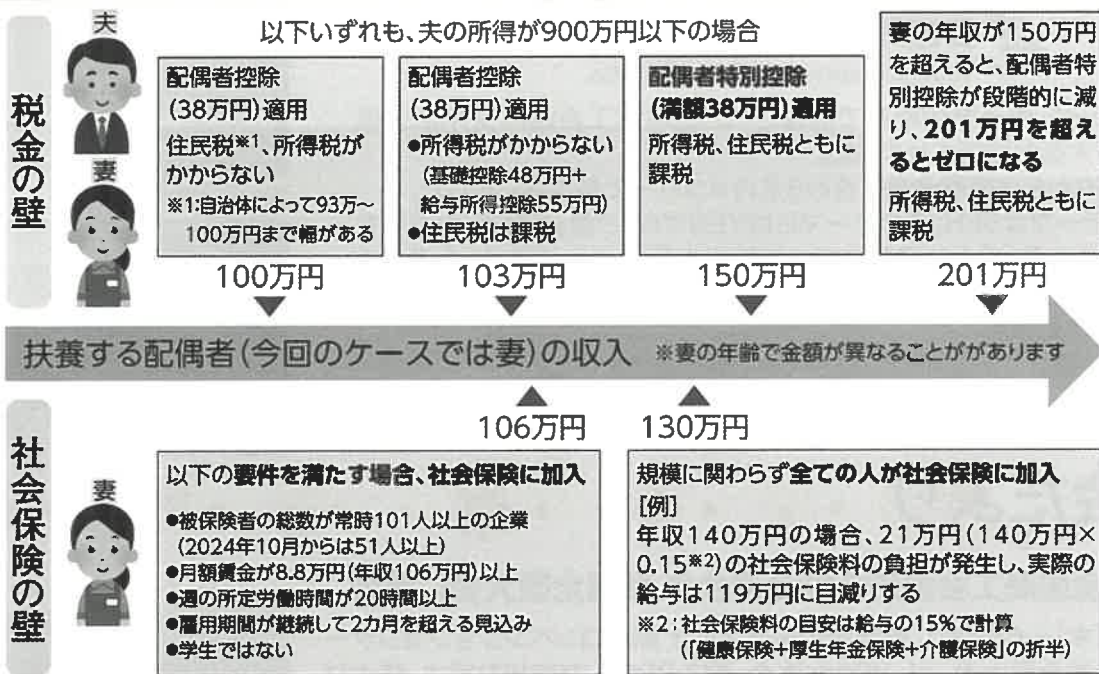 税金の壁
夫
妻
以下いずれも、夫の所得が900万円以下の場合
配偶者控除
(38万円)適用
住民税※1、所得税が
かからない
※1:自治体によって93万～
100万円まで幅がある
100万円
配偶者控除
(38万円)適用
●所得税がかからない
(基礎控除48万円+
給与所得控除55万円)
●住民税は課税
103万円
配偶者特別控除
(満額38万円)適用
所得税、住民税ともに
課税
150万円
妻の年収が150万円
を超えると、配偶者特
別控除が段階的に減
り、201万円を超え
るとゼロになる
所得税、住民税ともに
課税
201万円
扶養する配偶者(今回のケースでは妻)の収入 ※妻の年齢で金額が異なることががあります
社会保険の壁
妻
106万円
以下の要件を満たす場合、社会保険に加入
●被保険者の総数が常時101人以上の企業
(2024年10月からは51人以上)
●月額賃金が8.8万円(年収106万円)以上
●週の所定労働時間が20時間以上
●雇用期間が継続して2カ月を超える見込み
●学生ではない
130万円
規模に関わらず全ての人が社会保険に加入
[例]
年収140万円の場合、21万円(140万円×
0.15※2)の社会保険料の負担が発生し、実際の
給与は119万円に目減りする
※2:社会保険料の目安は給与の15%で計算
(「健康保険+厚生年金保険+介護保険」の折半)